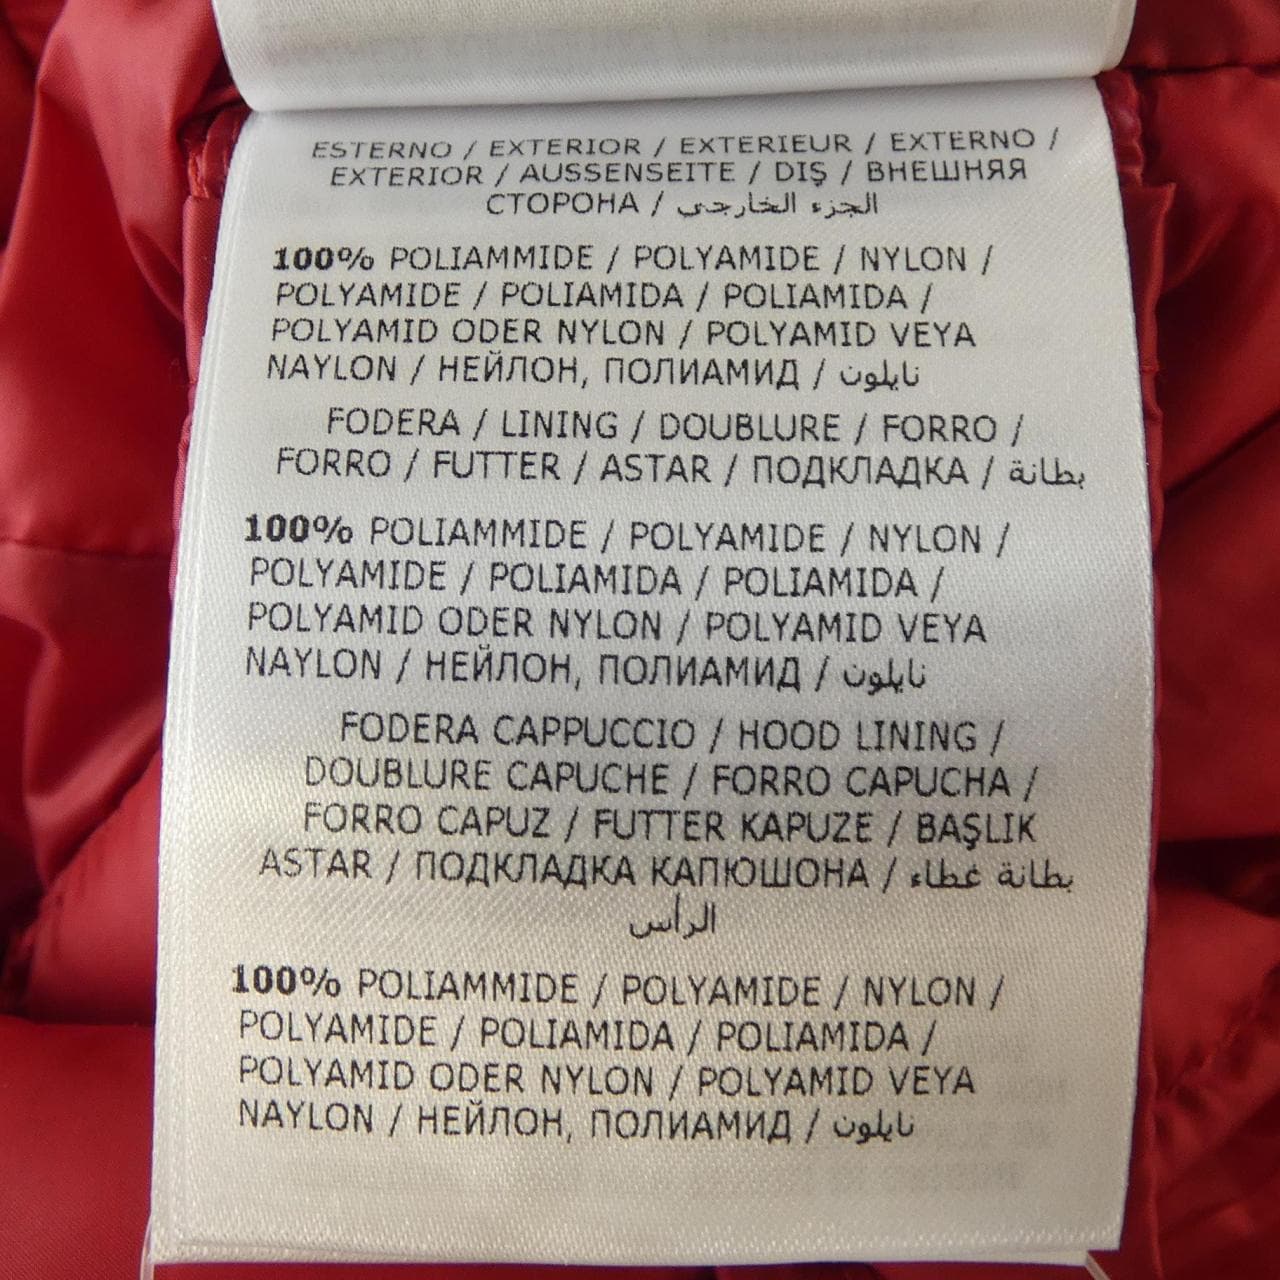 ESTERNO / EXTERIOR / EXTERIEUR / EXTERNO /
EXTERIOR / AUSSENSEITE / DIŞ / ВНЕШНЯЯ
СТОРОНА / الجزء الخارجي
100% POLIAMMIDE / POLYAMIDE / NYLON /
POLYAMIDE / POLIAMIDA / POLIAMIDA /
POLYAMID ODER NYLON / POLYAMID VEYA
NAYLON / НЕЙЛОН, ПОЛИАМИД / نايلون
FODERA / LINING / DOUBLURE / FORRO /
FORRO / FUTTER / ASTAR / ПОДКЛАДКА / بطانة
100% POLIAMMIDE / POLYAMIDE / NYLON /
POLYAMIDE / POLIAMIDA / POLIAMIDA /
POLYAMID ODER NYLON / POLYAMID VEYA
NAYLON / НЕЙЛОН, ПОЛИАМИД / نايلون
FODERA CAPPUCCIO / HOOD LINING /
DOUBLURE CAPUCHE / FORRO CAPUCHA /
FORRO CAPUZ / FUTTER KAPUZE / BAŞLIK
ASTAR / ПОДКЛАДКА КАПЮШОНА / بطانة غطاء
الرأس
100% POLIAMMIDE / POLYAMIDE / NYLON /
POLYAMIDE / POLIAMIDA / POLIAMIDA /
POLYAMID ODER NYLON / POLYAMID VEYA
NAYLON / НЕЙЛОН, ПОЛИАМИД / نايلون